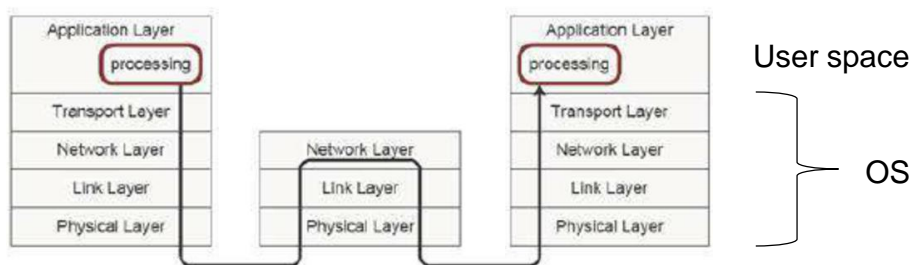 Application Layer
processing
Transport Layer
Network Layer
Link Layer
Physical Layer
Network Layer
Link Layer
Physical Layer
Application Layer
processing
Transport Layer
Network Layer
Link Layer
Physical Layer
User space
OS